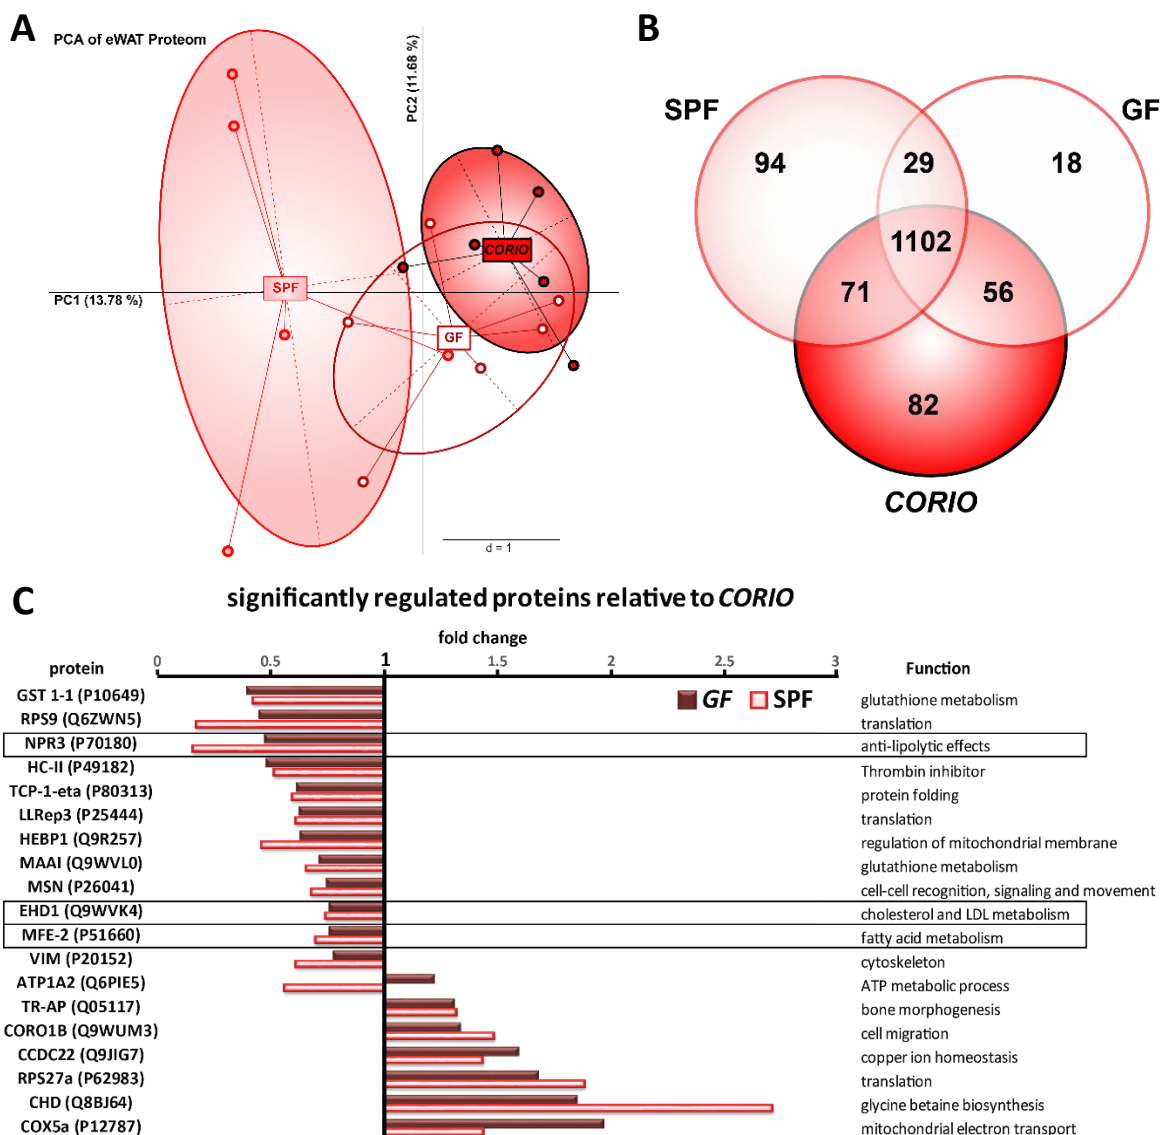 A
PCA of eWAT Proteom
PC2 (11.68 %)
CORIO
SPF
PC1 (13.78 %)
GF
d = 1
B
SPF
GF
94
29
18
1102
71
56
82
CORIO
C
significantly regulated proteins relative to CORIO
fold change
protein
0 0.5 1 1.5 2 2.5 3
Function
GF SPF
GST 1-1 (P10649) glutathione metabolism
RPS9 (Q6ZWN5) translation
NPR3 (P70180) anti-lipolytic effects
HC-II (P49182) Thrombin inhibitor
TCP-1-eta (P80313) protein folding
LLRep3 (P25444) translation
HEBP1 (Q9R257) regulation of mitochondrial membrane
MAAI (Q9WVL0) glutathione metabolism
MSN (P26041) cell-cell recognition, signaling and movement
EHD1 (Q9WVK4) cholesterol and LDL metabolism
MFE-2 (P51660) fatty acid metabolism
VIM (P20152) cytoskeleton
ATP1A2 (Q6PIE5) ATP metabolic process
TR-AP (Q05117) bone morphogenesis
CORO1B (Q9WUM3) cell migration
CCDC22 (Q9JIG7) copper ion homeostasis
RPS27a (P62983) translation
CHD (Q8BJ64) glycine betaine biosynthesis
COX5a (P12787) mitochondrial electron transport